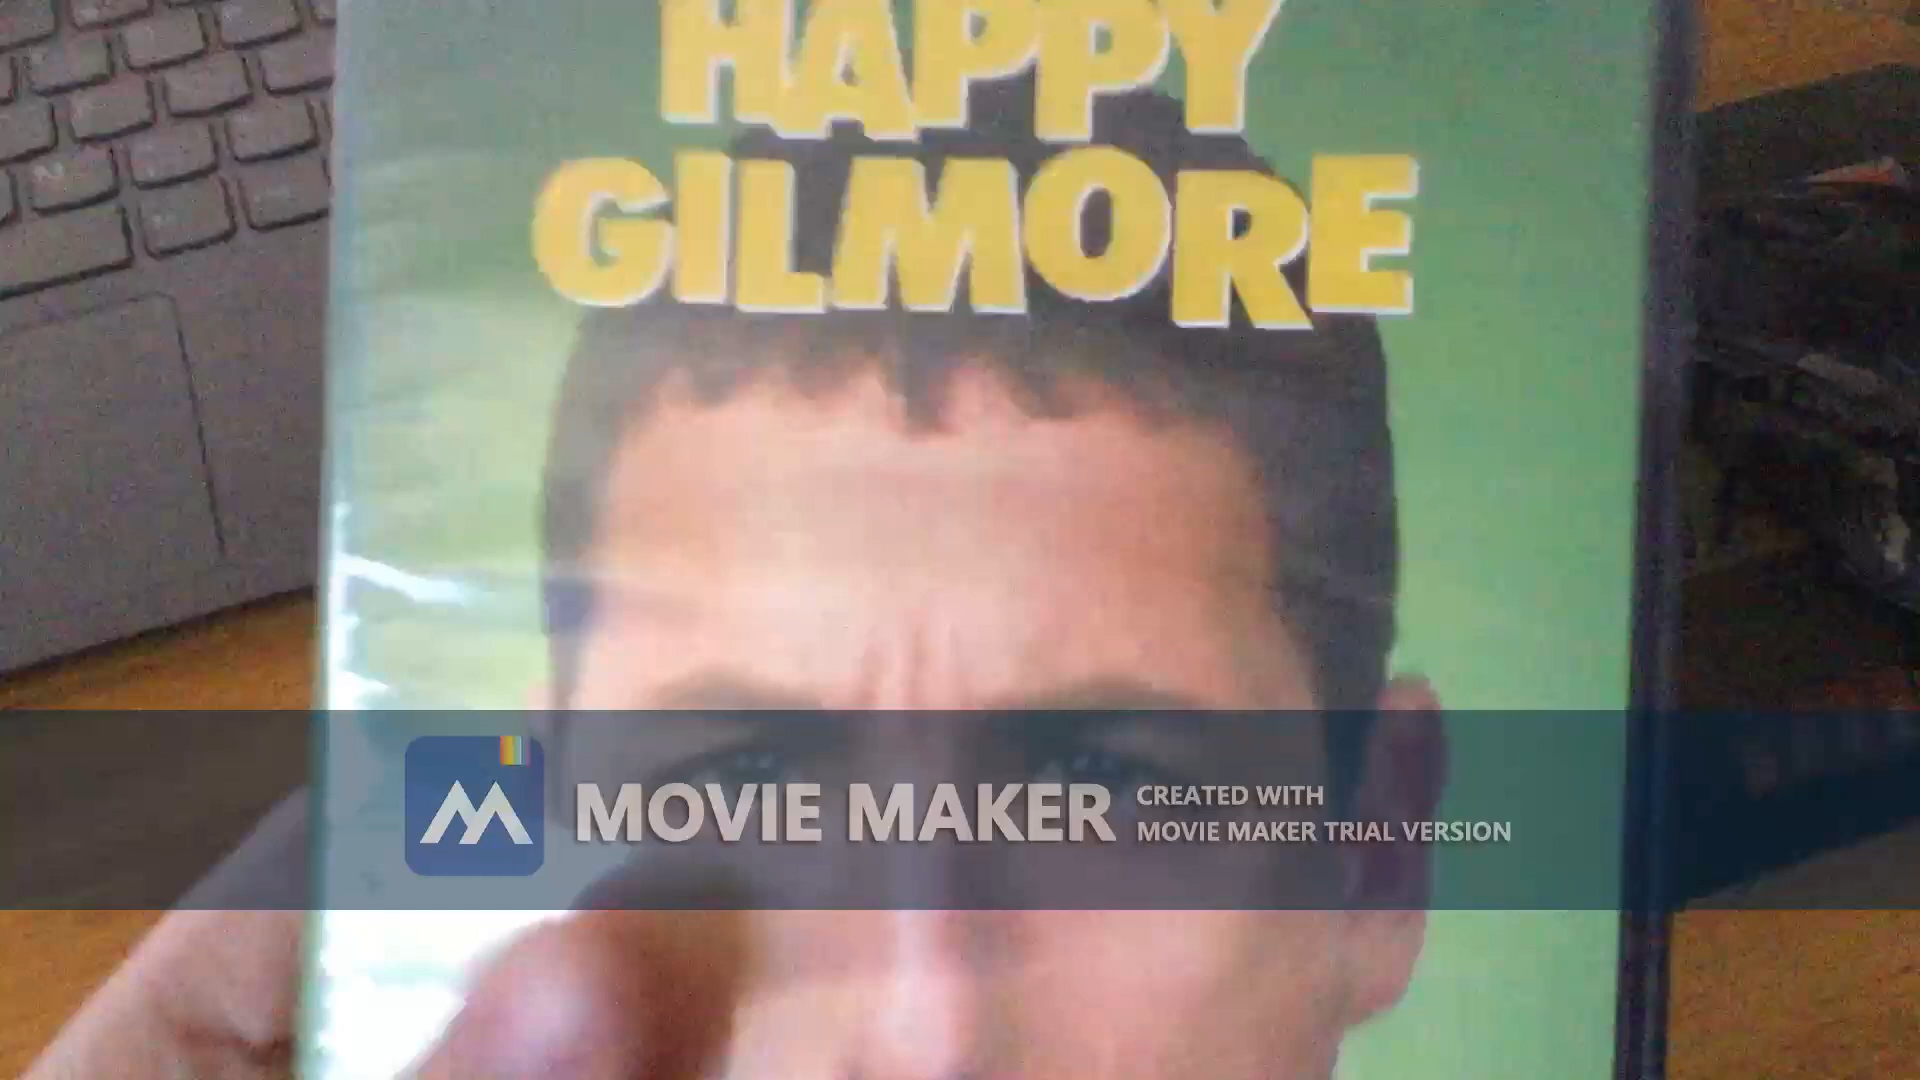 HAPPY
GILMORE
MOVIE MAKER
CREATED WITH
MOVIE MAKER TRIAL VERSION